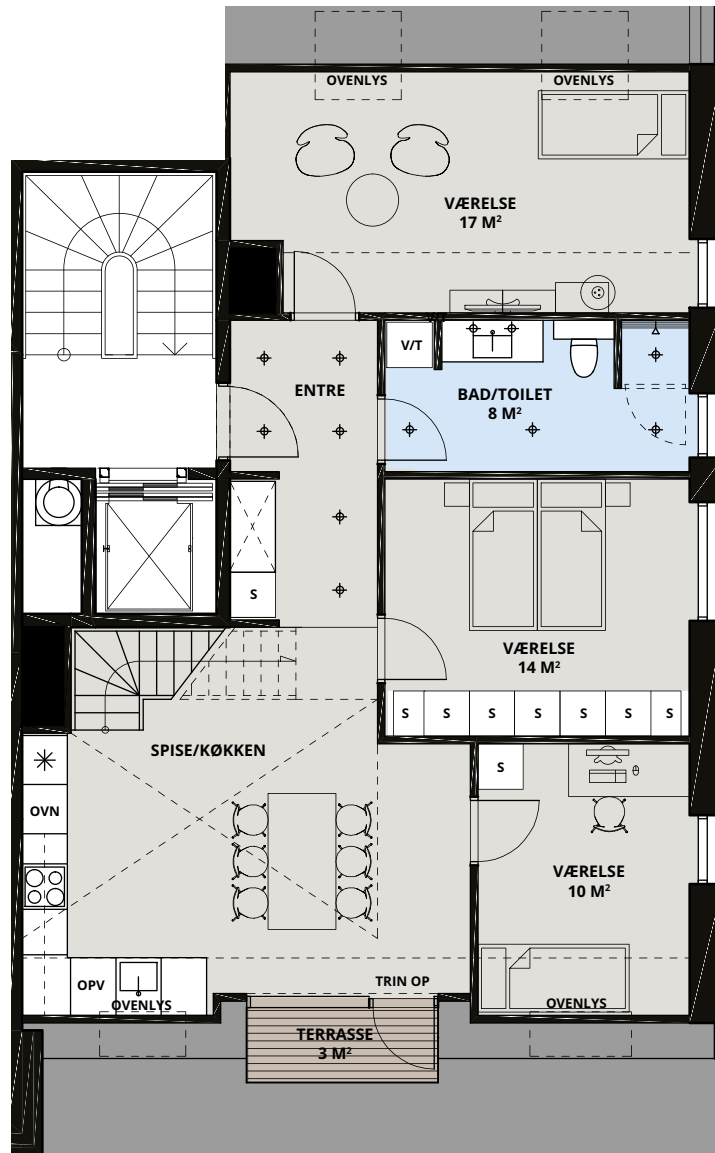 OVENLYS
OVENLYS
VÆRELSE
17 M²
V/T
ENTRE
BAD/TOILET
8 M²
S
VÆRELSE
14 M²
S
S
S
S
S
S
S
SPISE/KØKKEN
S
OVN
VÆRELSE
10 M²
TRIN OP
OPV
OVENLYS
OVENLYS
TERRASSE
3 M²